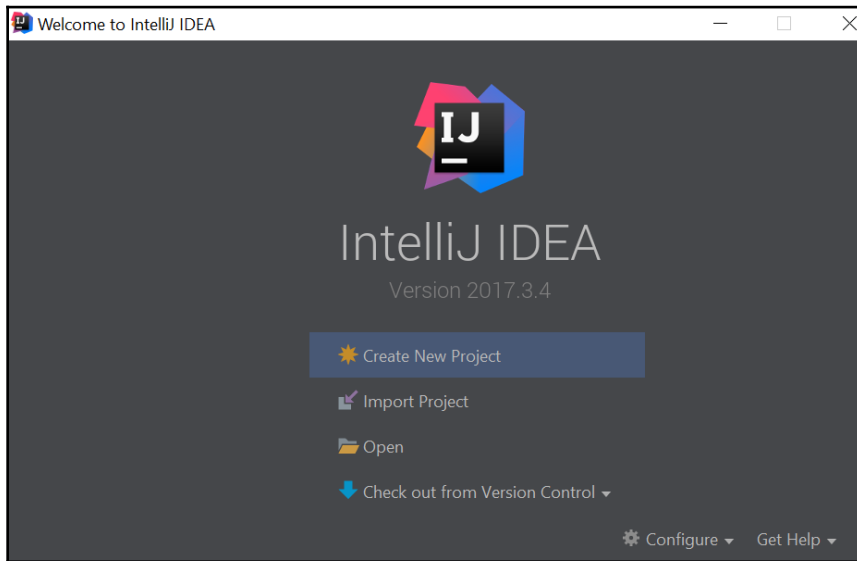 Welcome to IntelliJ IDEA
IJ
IntelliJ IDEA
Version 2017.3.4
Create New Project
Import Project
Open
Check out from Version Control
Configure Get Help